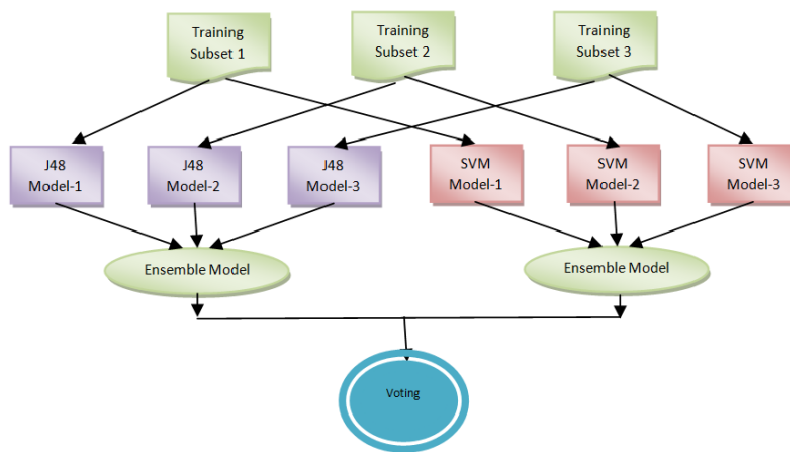 Training
Subset 1
Training
Subset 2
Training
Subset 3
J48
Model-1
J48
Model-2
J48
Model-3
SVM
Model-1
SVM
Model-2
SVM
Model-3
Ensemble Model
Ensemble Model
Voting